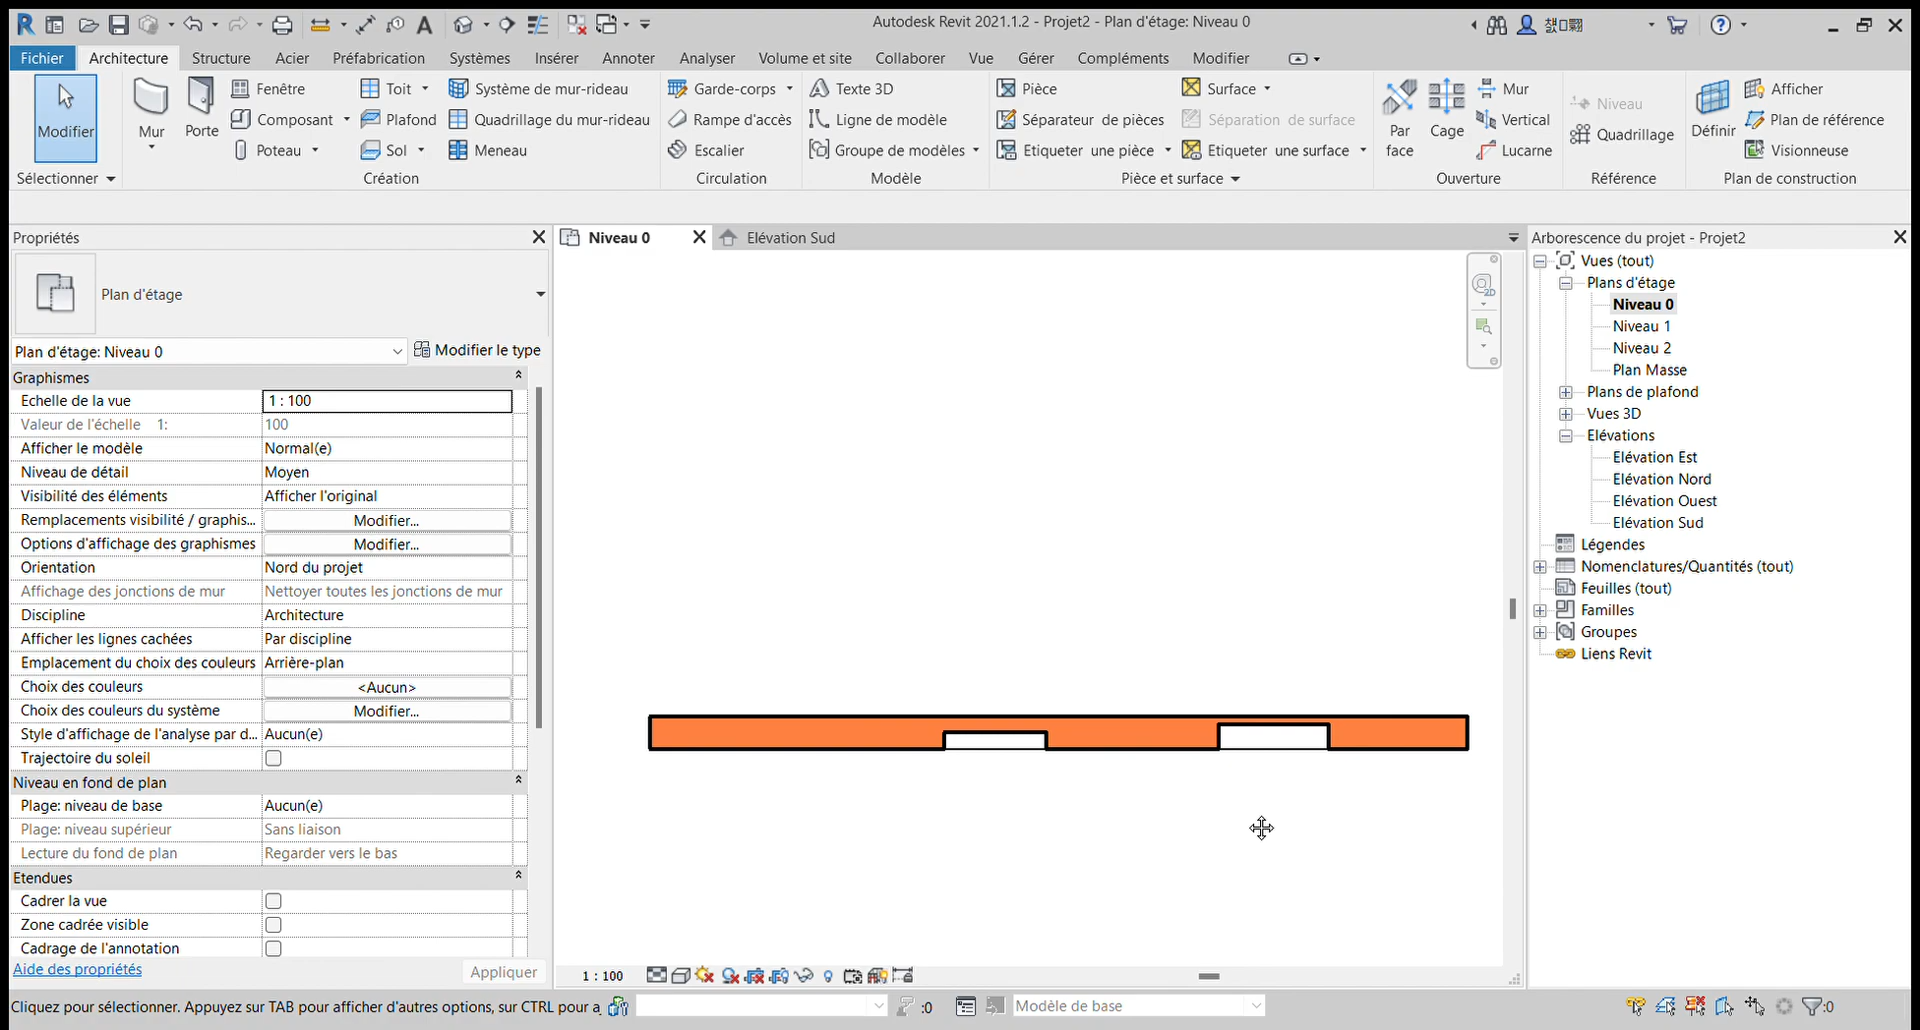 Autodesk Revit 2021.1.2 - Projet2 - Plan d'étage: Niveau 0
Fichier Architecture Structure Acier Préfabrication Systèmes Insérer Annoter Analyser Volume et site Collaborer Vue Gérer Compléments Modifier
Fenêtre Toit Système de mur-rideau Garde-corps Texte 3D Pièce Surface Mur Afficher
Modifier Mur Porte Composant Plafond Quadrillage du mur-rideau Rampe d'accès Ligne de modèle Séparateur de pièces Séparation de surface Par face Cage Vertical Niveau Quadrillage Définir Plan de référence
Poteau Sol Meneau Escalier Groupe de modèles Etiqueter une pièce Etiqueter une surface Lucarne Visionneuse
Sélectionner Création Circulation Modèle Pièce et surface Ouverture Référence Plan de construction
Propriétés
Plan d'étage
Plan d'étage: Niveau 0 Modifier le type
Graphismes
Echelle de la vue 1 : 100
Valeur de l'échelle 1: 100
Afficher le modèle Normal(e)
Niveau de détail Moyen
Visibilité des éléments Afficher l'original
Remplacements visibilité / graphis... Modifier...
Options d'affichage des graphismes Modifier...
Orientation Nord du projet
Affichage des jonctions de mur Nettoyer toutes les jonctions de mur
Discipline Architecture
Afficher les lignes cachées Par discipline
Emplacement du choix des couleurs Arrière-plan
Choix des couleurs <Aucun>
Choix des couleurs du système Modifier...
Style d'affichage de l'analyse par d... Aucun(e)
Trajectoire du soleil
Niveau en fond de plan
Plage: niveau de base Aucun(e)
Plage: niveau supérieur Sans liaison
Lecture du fond de plan Regarder vers le bas
Etendues
Cadrer la vue
Zone cadrée visible
Cadrage de l'annotation
Aide des propriétés Appliquer
Niveau 0 Elévation Sud
2D
1 : 100
Arborescence du projet - Projet2
Vues (tout)
Plans d'étage
Niveau 0
Niveau 1
Niveau 2
Plan Masse
Plans de plafond
Vues 3D
Elévations
Elévation Est
Elévation Nord
Elévation Ouest
Elévation Sud
Légendes
Nomenclatures/Quantités (tout)
Feuilles (tout)
Familles
Groupes
Liens Revit
Cliquez pour sélectionner. Appuyez sur TAB pour afficher d'autres options, sur CTRL pour a :0 Modèle de base :0